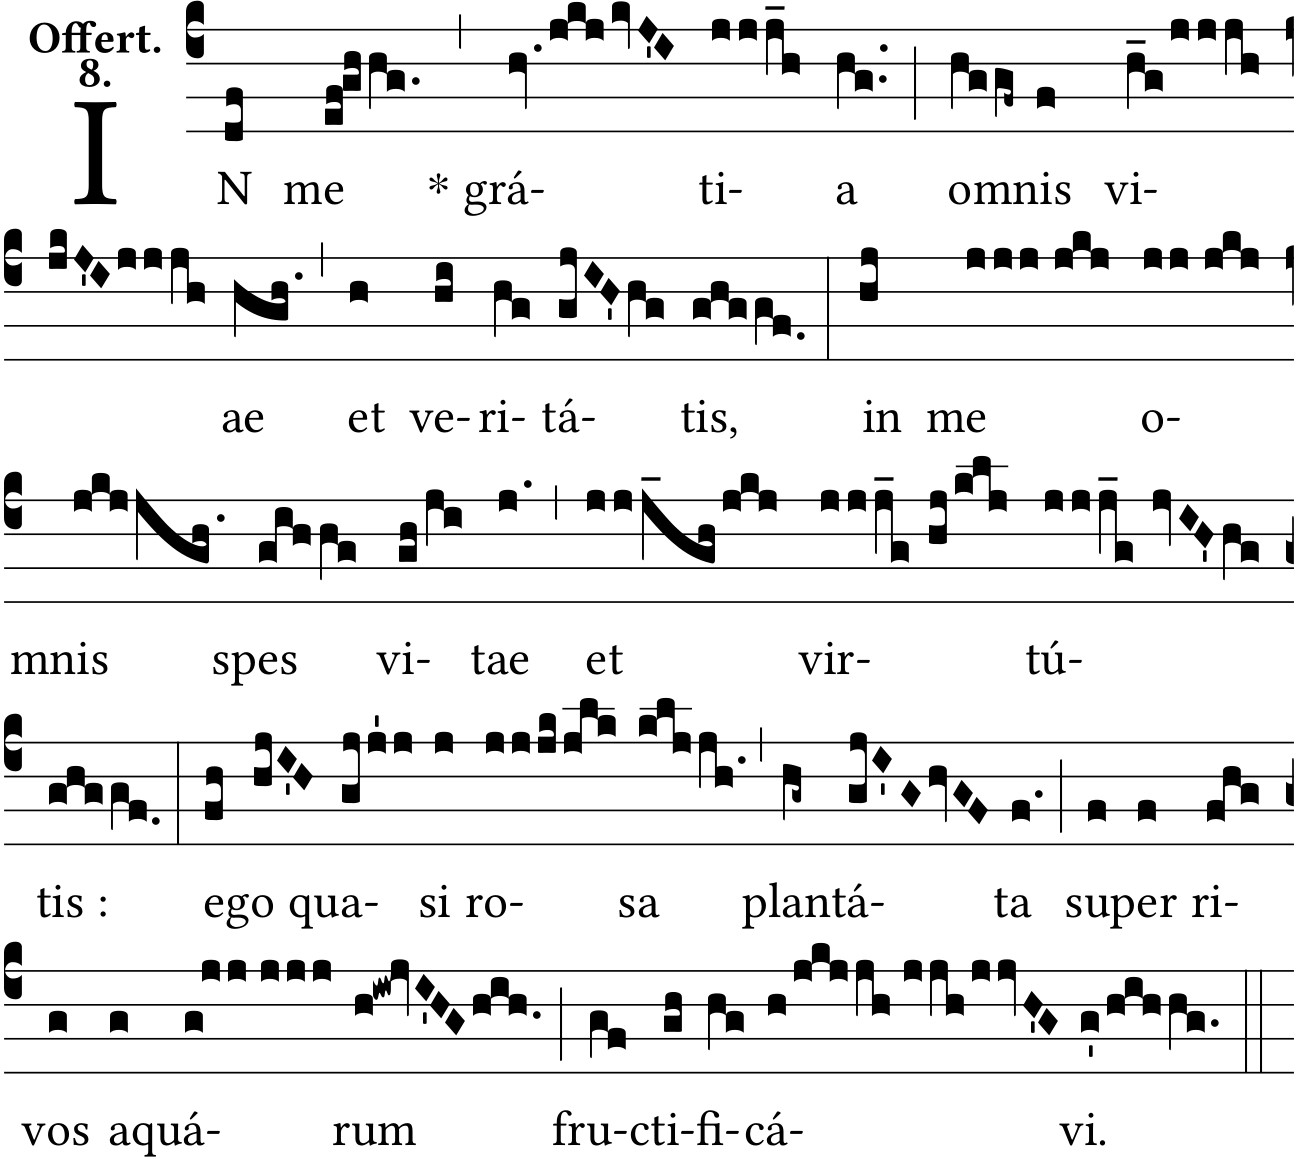 Offert.
8.
IN me * grá- ti- a omnis vi-
ae et ve- ri- tá- tis, in me o-
mnis spes vi- tae et vir- tú-
tis : ego qua- si ro- sa plantá- ta super ri-
vos aquá- rum fru-cti-fi-cá- vi.